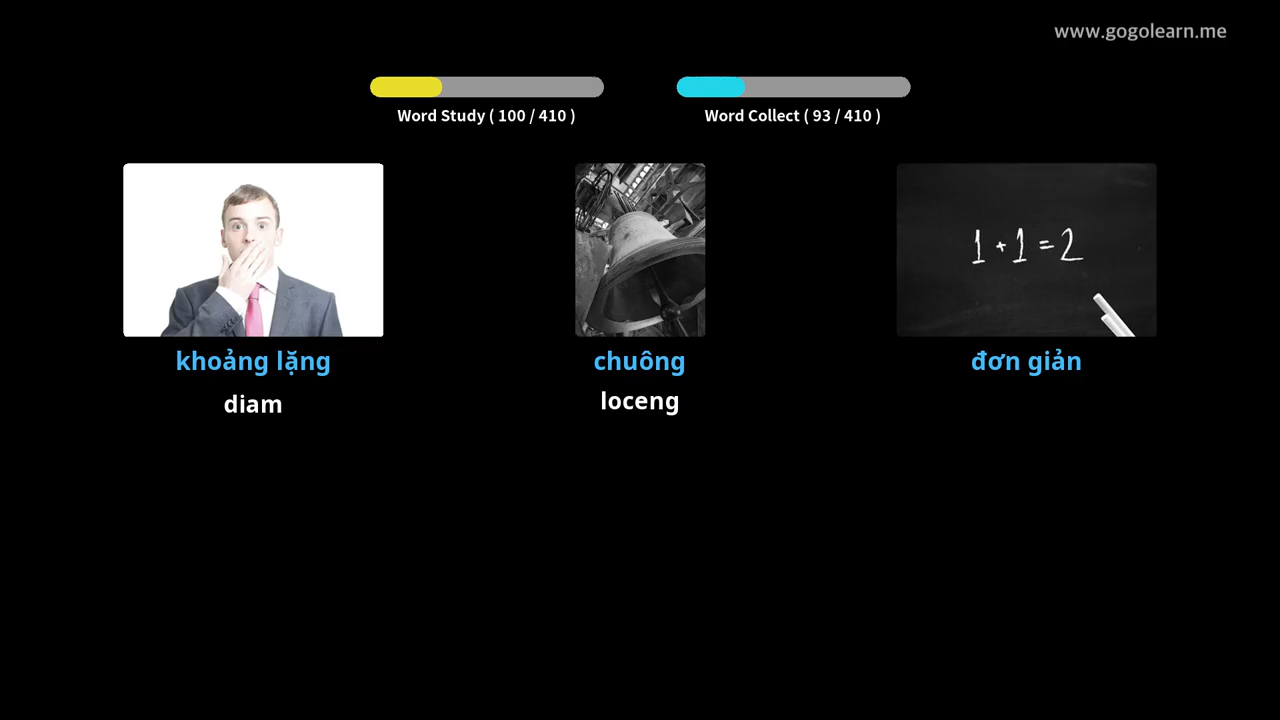 www.gogolearn.me
Word Study ( 100 / 410 )
Word Collect ( 93 / 410 )
1 + 1 = 2
khoảng lặng
chuông
đơn giản
diam
loceng